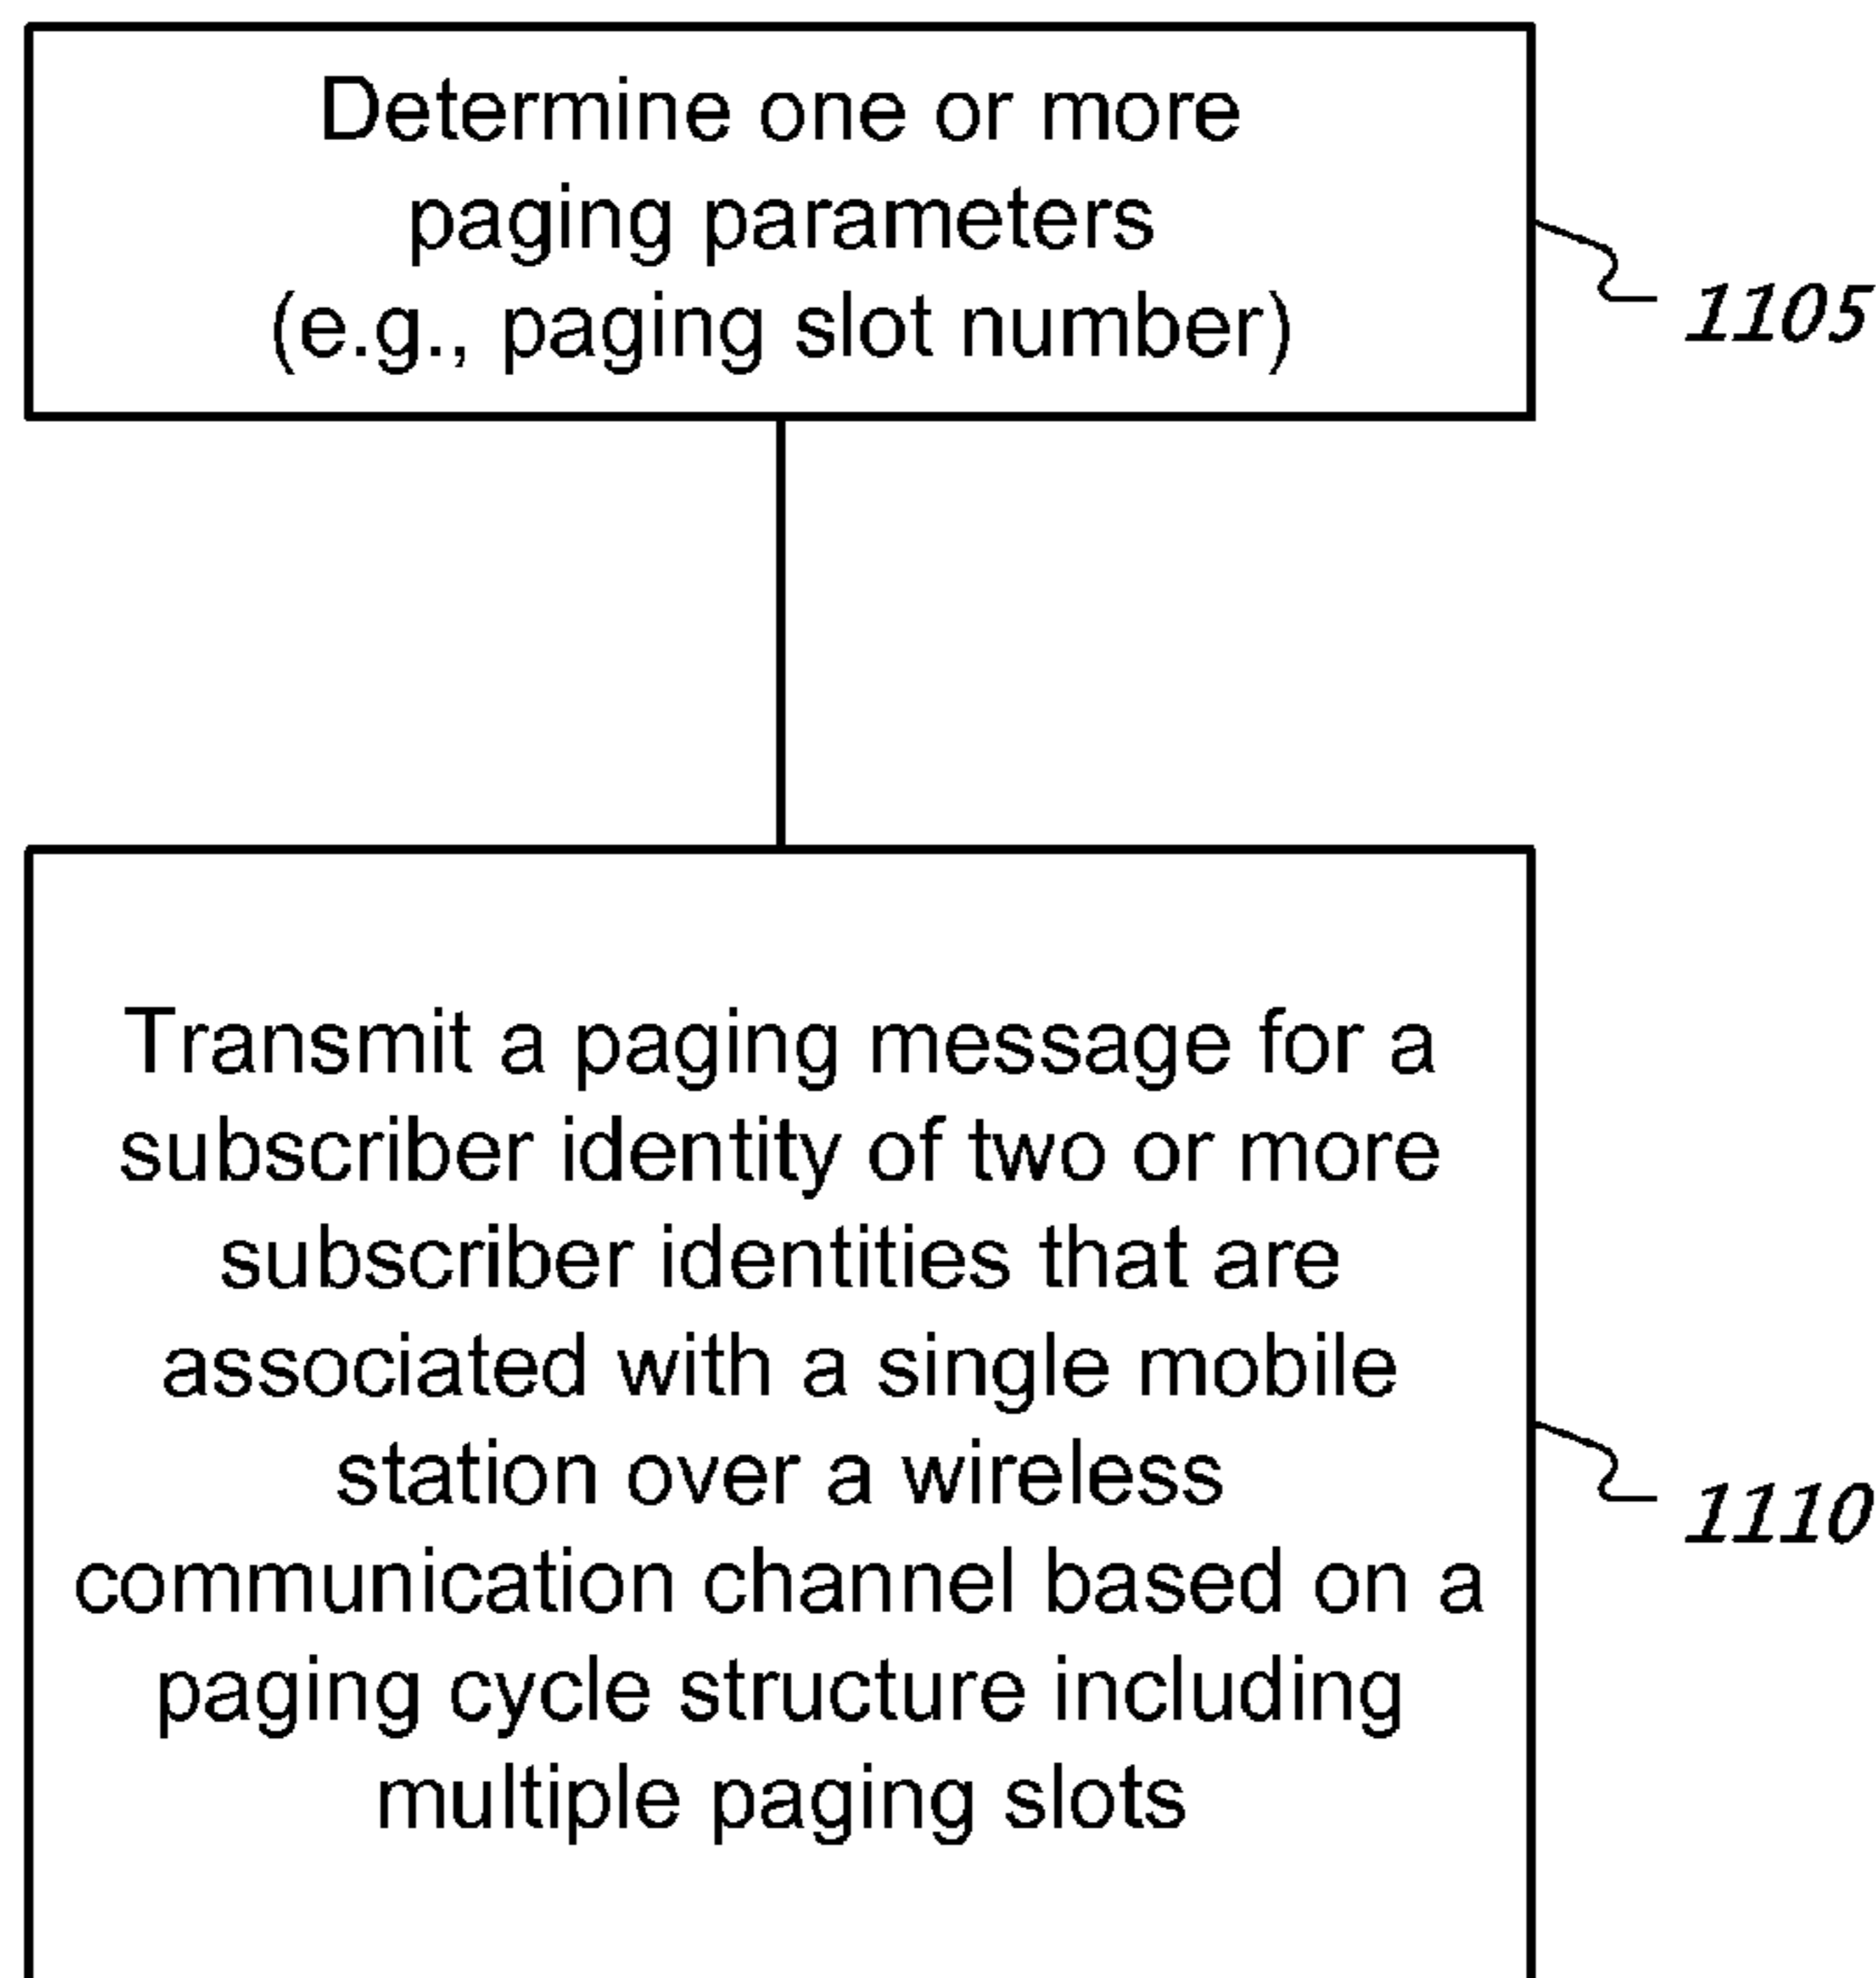 Determine one or more
paging parameters
(e.g., paging slot number)
1105
Transmit a paging message for a
subscriber identity of two or more
subscriber identities that are
associated with a single mobile
station over a wireless
communication channel based on a
paging cycle structure including
multiple paging slots
1110